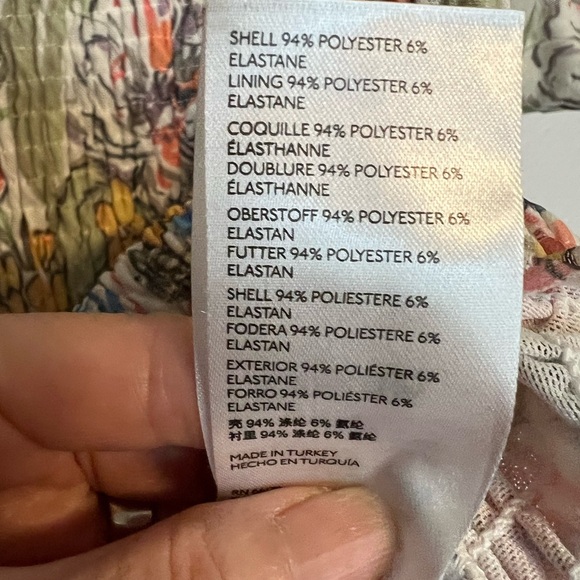 SHELL 94% POLYESTER 6%
ELASTANE
LINING 94% POLYESTER 6%
ELASTANE
COQUILLE 94% POLYESTER 6%
ÉLASTHANNE
DOUBLURE 94% POLYESTER 6%
ÉLASTHANNE
OBERSTOFF 94% POLYESTER 6%
ELASTAN
FUTTER 94% POLYESTER 6%
ELASTAN
SHELL 94% POLIESTERE 6%
ELASTAN
FODERA 94% POLIESTERE 6%
ELASTAN
EXTERIOR 94% POLIÉSTER 6%
ELASTANE
FORRO 94% POLIÉSTER 6%
ELASTANE
壳 94% 涤纶 6% 氨纶
衬里 94% 涤纶 6% 氨纶
MADE IN TURKEY
HECHO EN TURQUÍA
RN